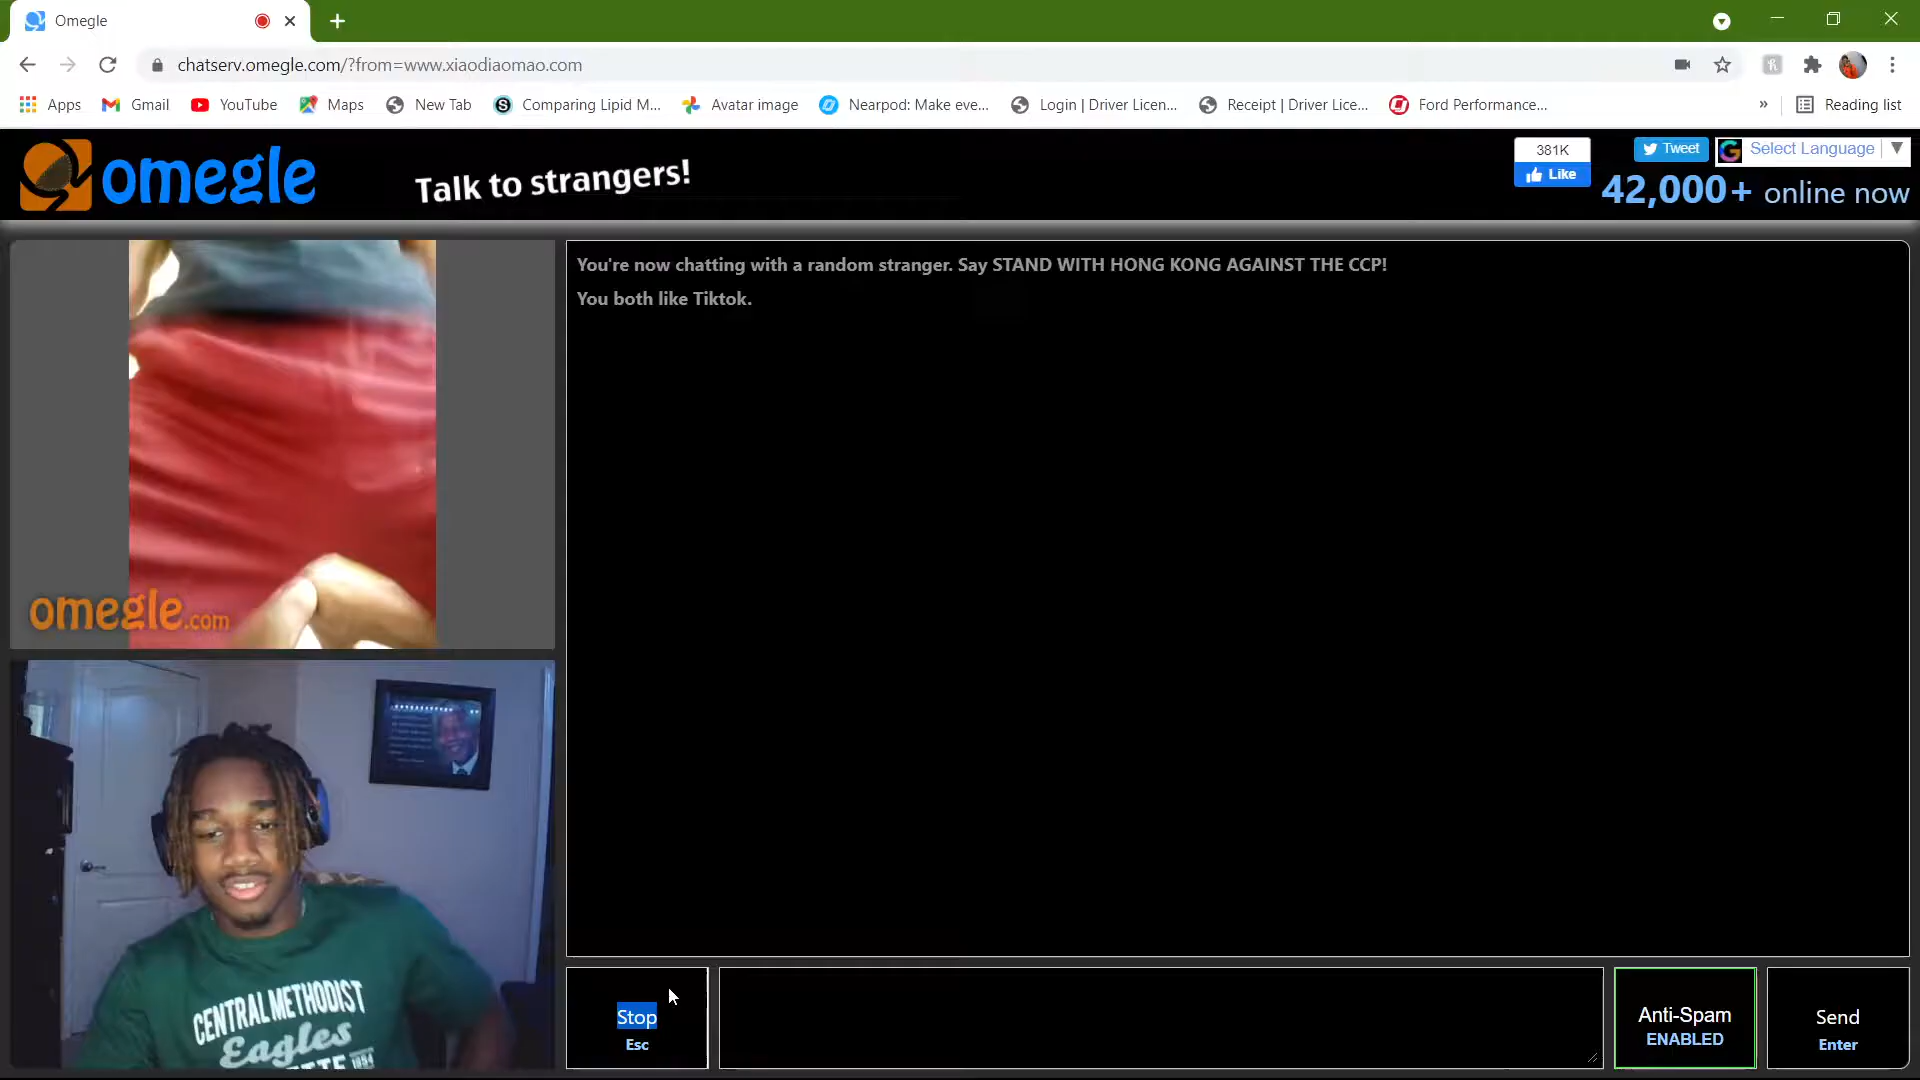 Omegle
chatserv.omegle.com/?from=www.xiaodiaomao.com
Apps
Gmail
YouTube
Maps
New Tab
Comparing Lipid M...
Avatar image
Nearpod: Make eve...
Login | Driver Licen...
Receipt | Driver Lice...
Ford Performance...
»
Reading list
omegle
Talk to strangers!
381K
Like
Tweet
Select Language
42,000+ online now
You're now chatting with a random stranger. Say STAND WITH HONG KONG AGAINST THE CCP!
You both like Tiktok.
omegle.com
CENTRAL METHODIST
Eagles
Stop
Esc
Anti-Spam
ENABLED
Send
Enter